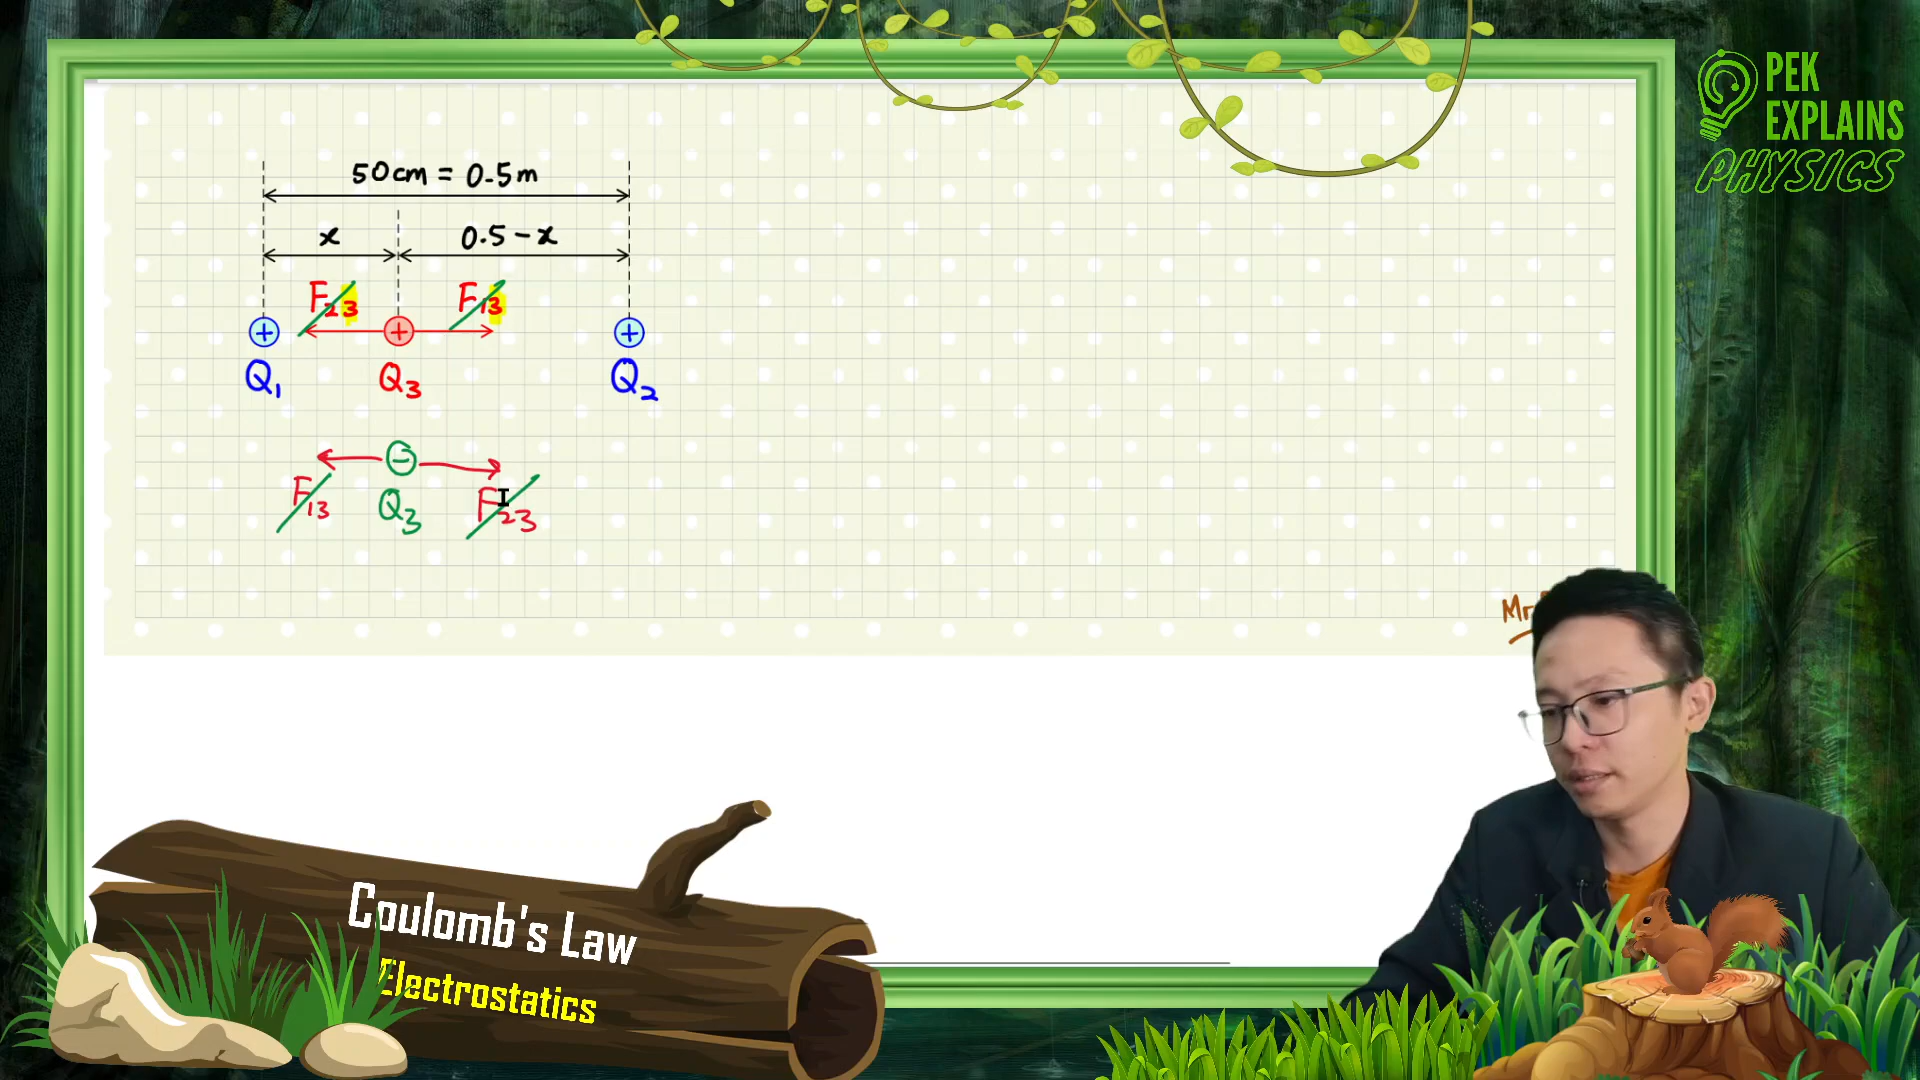 PEK
EXPLAINS
PHYSICS
50cm = 0.5m
x
0.5 - x
F23
F13
+
+
+
Q1
Q3
Q2
-
F13
Q3
F23
Mr.
Coulomb's Law
Electrostatics